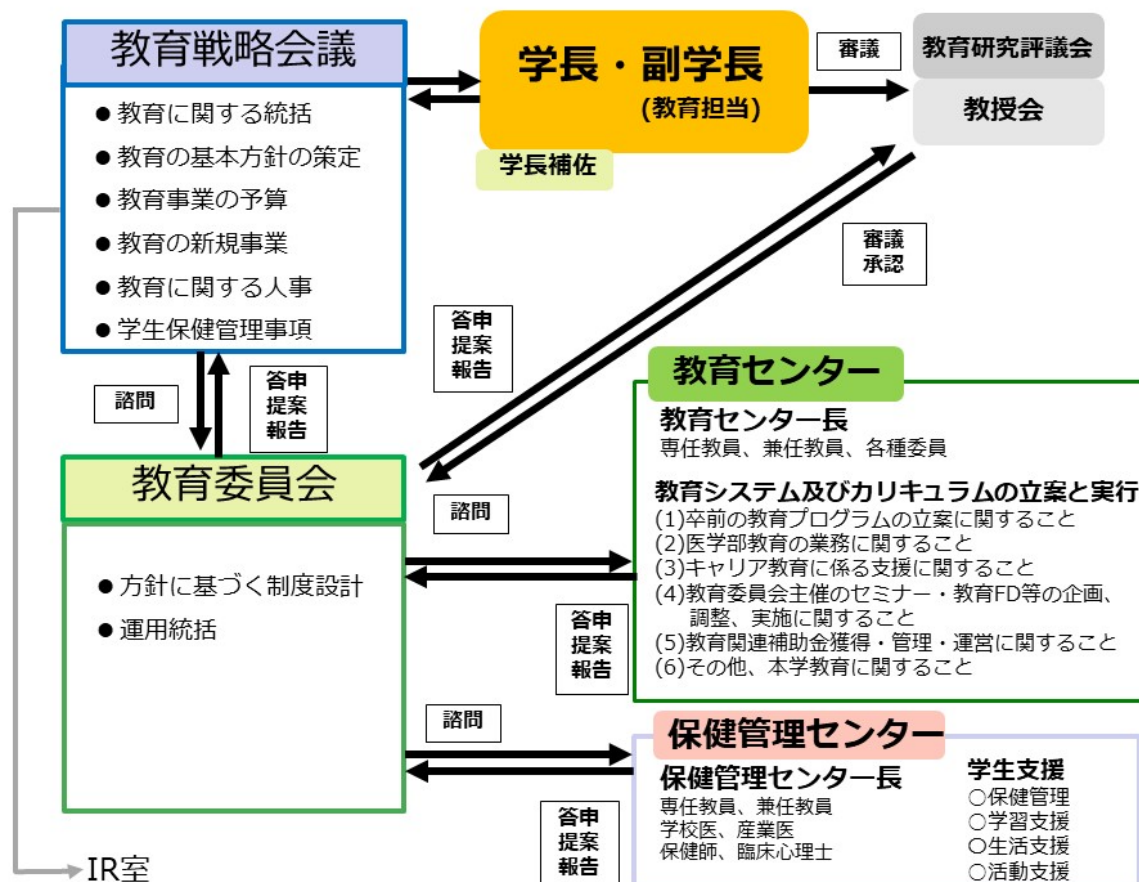 教育戦略会議
● 教育に関する統括
● 教育の基本方針の策定
● 教育事業の予算
● 教育の新規事業
● 教育に関する人事
● 学生保健管理事項
学長・副学長
(教育担当)
学長補佐
審議
教育研究評議会
教授会
審議
承認
答申
提案
報告
諮問
答申
提案
報告
諮問
教育委員会
● 方針に基づく制度設計
● 運用統括
教育センター
教育センター長
専任教員、兼任教員、各種委員
教育システム及びカリキュラムの立案と実行
(1)卒前の教育プログラムの立案に関すること
(2)医学部教育の業務に関すること
(3)キャリア教育に係る支援に関すること
(4)教育委員会主催のセミナー・教育FD等の企画、
調整、実施に関すること
(5)教育関連補助金獲得・管理・運営に関すること
(6)その他、本学教育に関すること
答申
提案
報告
諮問
保健管理センター
保健管理センター長
専任教員、兼任教員
学校医、産業医
保健師、臨床心理士
学生支援
○保健管理
○学習支援
○生活支援
○活動支援
答申
提案
報告
IR室